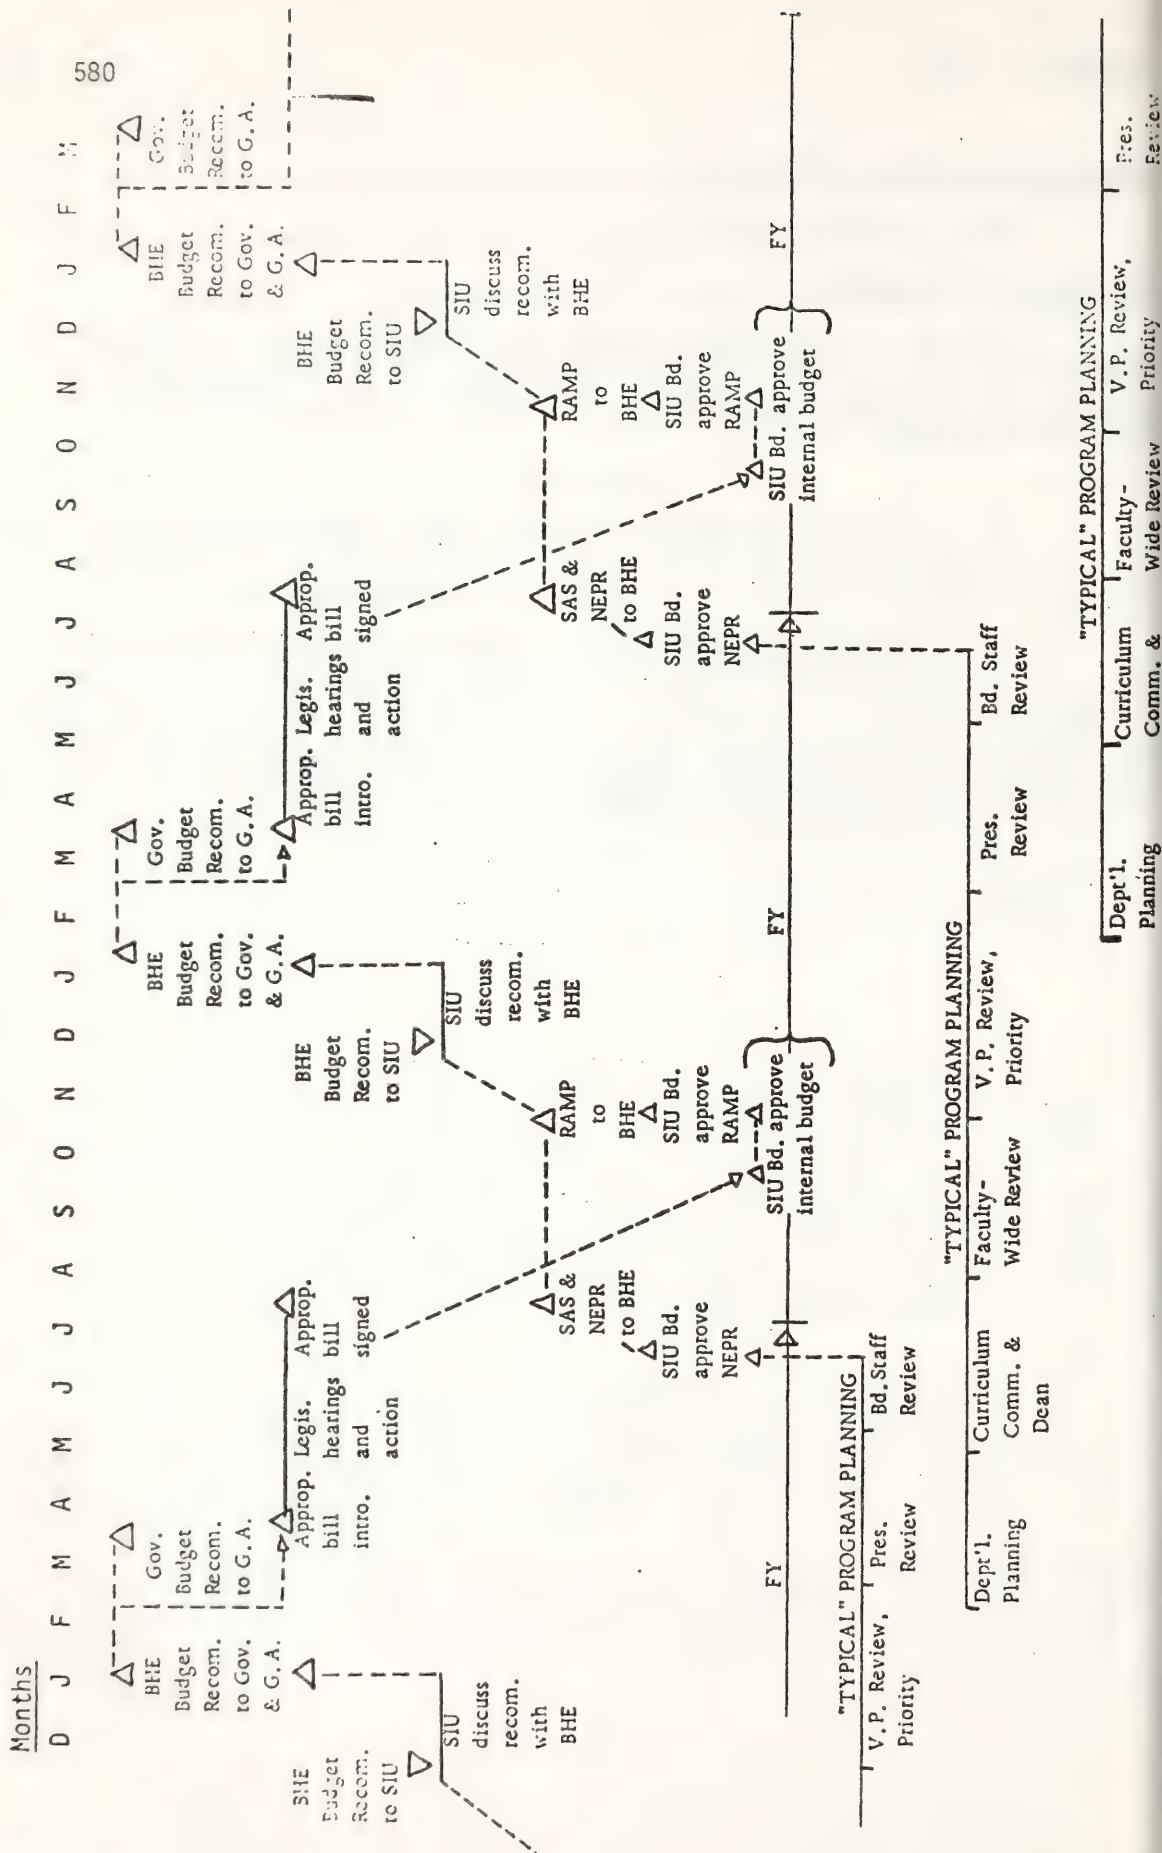 580
Months
D J F M A M J J A S O N D J F M A M J J A S O N D J F M
BHE
Budget
Recom.
to Gov.
& G.A.
Gov.
Budget
Recom.
to G.A.
BHE
Budget
Recom.
to Gov.
& G.A.
Gov.
Budget
Recom.
to G.A.
BHE
Budget
Recom.
to Gov.
& G.A.
Gov.
Budget
Recom.
to G.A.
BHE
Budget
Recom.
to SIU
Approp.
bill
intro.
Legis.
hearings
and
action
Approp.
bill
signed
BHE
Budget
Recom.
to SIU
Approp.
bill
intro.
Legis.
hearings
and
action
Approp.
bill
signed
BHE
Budget
Recom.
to SIU
SIU
discuss
recom.
with
BHE
SIU
discuss
recom.
with
BHE
SIU
discuss
recom.
with
BHE
SAS &
NEPR
to BHE
RAMP
to
BHE
SAS &
NEPR
to BHE
RAMP
to
BHE
SIU Bd.
approve
NEPR
SIU Bd.
approve
RAMP
SIU Bd.
approve
NEPR
SIU Bd.
approve
RAMP
SIU Bd. approve
internal budget
SIU Bd. approve
internal budget
FY
FY
FY
"TYPICAL" PROGRAM PLANNING
V.P. Review,
Priority
Pres.
Review
Bd. Staff
Review
"TYPICAL" PROGRAM PLANNING
Dept'l.
Planning
Curriculum
Comm. &
Dean
Faculty-
Wide Review
V.P. Review,
Priority
Pres.
Review
Bd. Staff
Review
"TYPICAL" PROGRAM PLANNING
Dept'l.
Planning
Curriculum
Comm. &
Faculty-
Wide Review
V.P. Review,
Priority
Pres.
Review